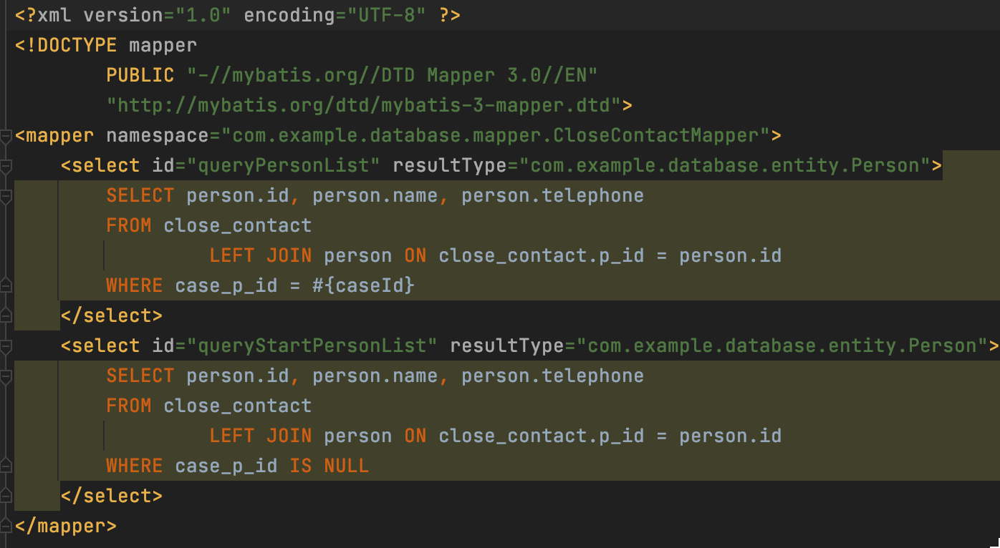 <?xml version="1.0" encoding="UTF-8" ?>
<!DOCTYPE mapper
        PUBLIC "-//mybatis.org//DTD Mapper 3.0//EN"
        "http://mybatis.org/dtd/mybatis-3-mapper.dtd">
<mapper namespace="com.example.database.mapper.CloseContactMapper">
    <select id="queryPersonList" resultType="com.example.database.entity.Person">
        SELECT person.id, person.name, person.telephone
        FROM close_contact
                 LEFT JOIN person ON close_contact.p_id = person.id
        WHERE case_p_id = #{caseId}
    </select>
    <select id="queryStartPersonList" resultType="com.example.database.entity.Person">
        SELECT person.id, person.name, person.telephone
        FROM close_contact
                 LEFT JOIN person ON close_contact.p_id = person.id
        WHERE case_p_id IS NULL
    </select>
</mapper>